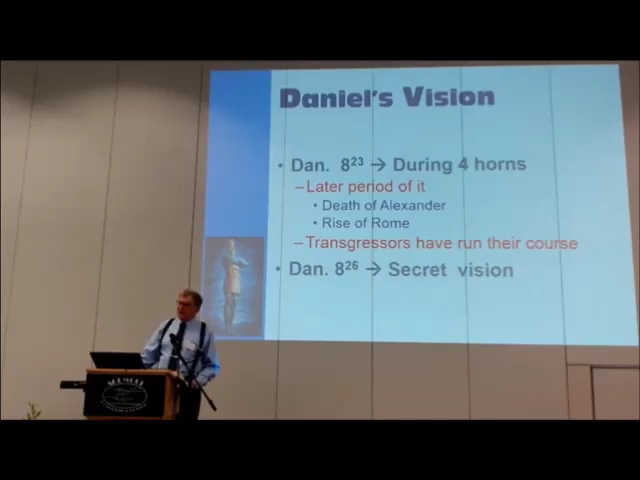 Daniel's Vision
• Dan. 8²³ → During 4 horns
–Later period of it
• Death of Alexander
• Rise of Rome
–Transgressors have run their course
• Dan. 8²⁶ → Secret vision